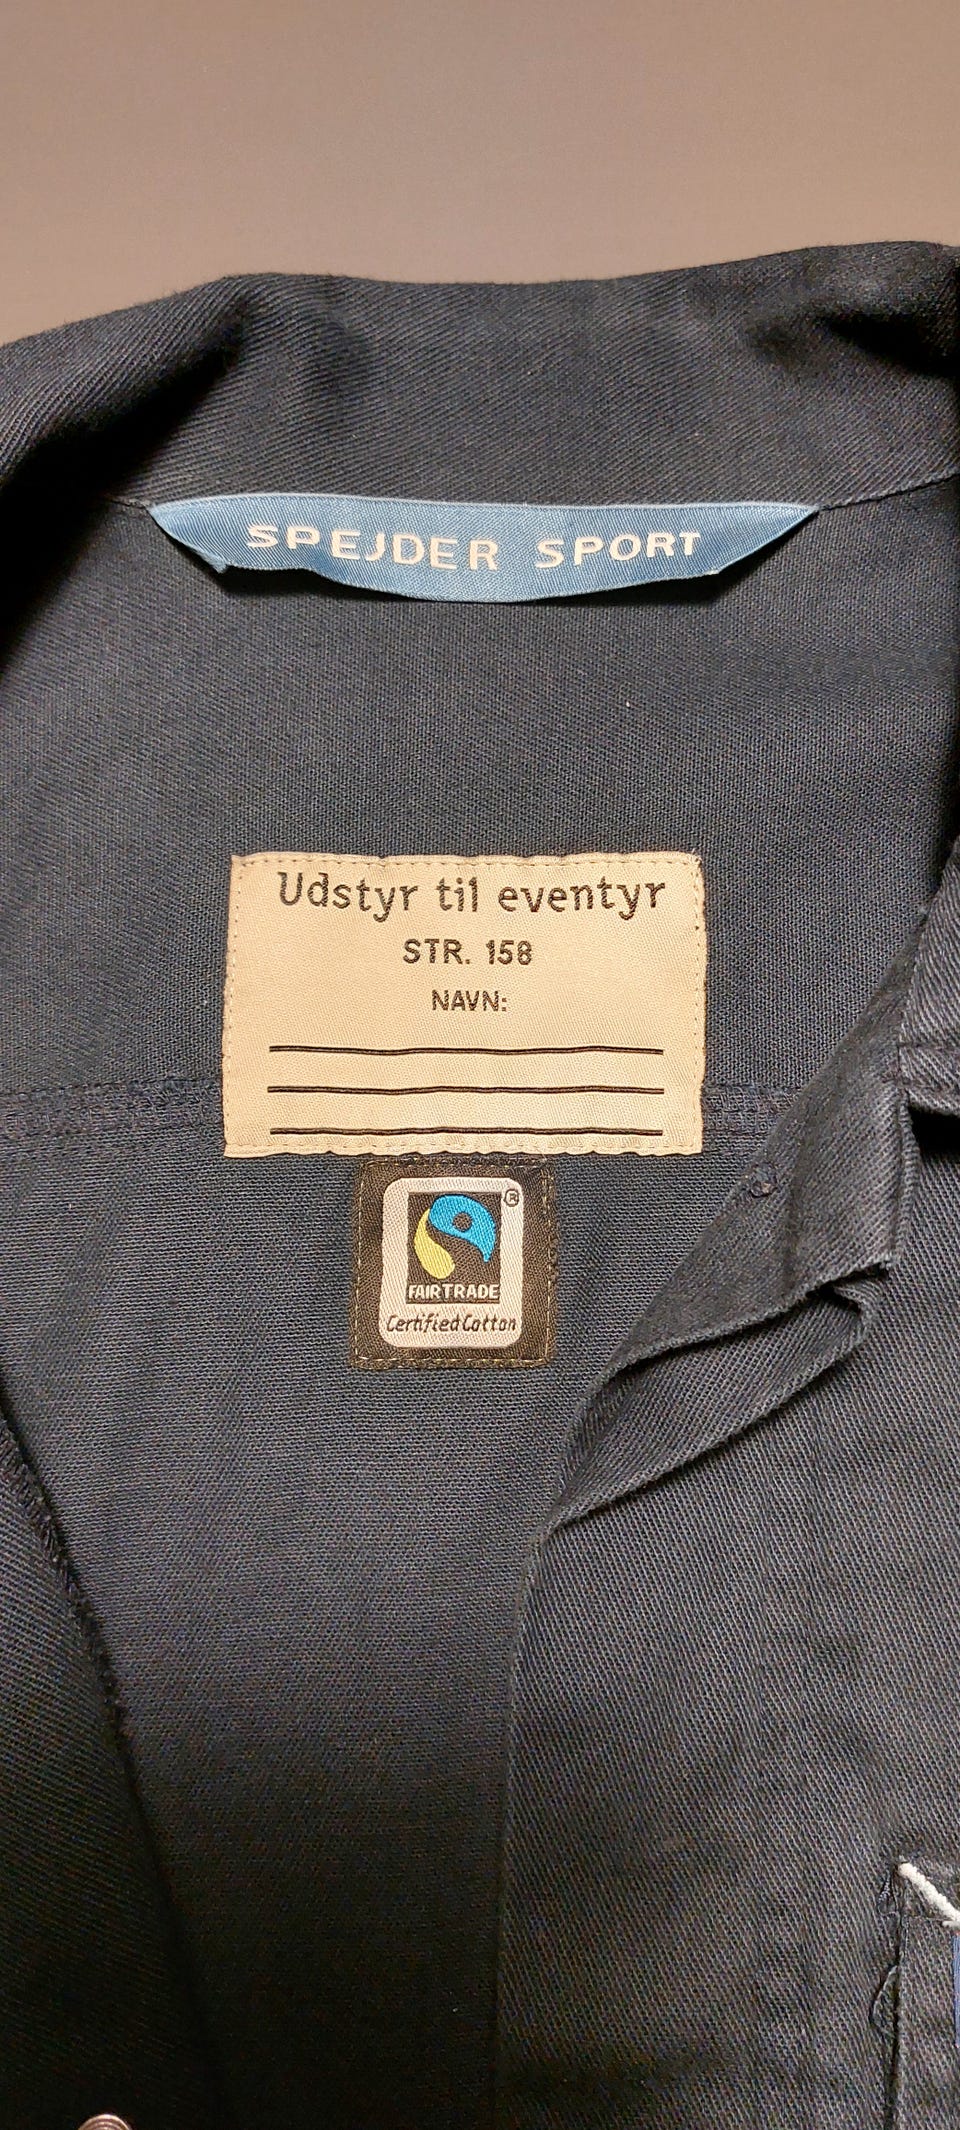 SPEJDER SPORT
Udstyr til eventyr
STR. 158
NAVN:
®
FAIRTRADE
Certified Cotton